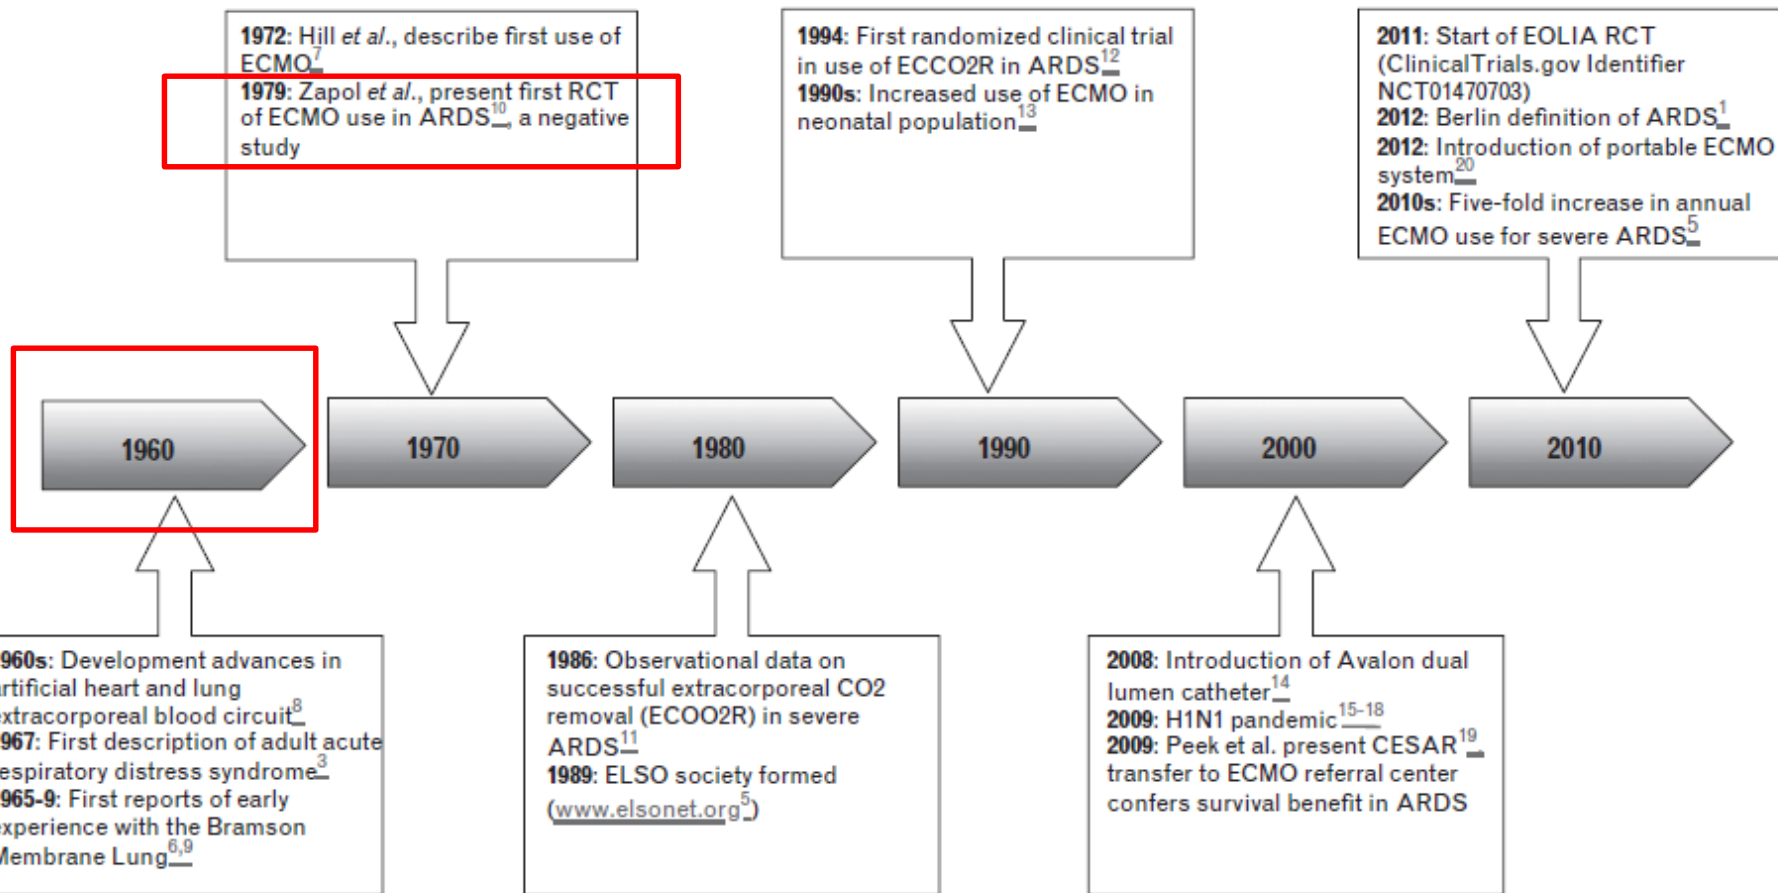 1972: Hill et al., describe first use of
ECMO7
1979: Zapol et al., present first RCT
of ECMO use in ARDS10, a negative
study
1994: First randomized clinical trial
in use of ECCO2R in ARDS12
1990s: Increased use of ECMO in
neonatal population13
2011: Start of EOLIA RCT
(ClinicalTrials.gov Identifier
NCT01470703)
2012: Berlin definition of ARDS1
2012: Introduction of portable ECMO
system20
2010s: Five-fold increase in annual
ECMO use for severe ARDS5
1960
1970
1980
1990
2000
2010
960s: Development advances in
artificial heart and lung
extracorporeal blood circuit8
967: First description of adult acute
respiratory distress syndrome3
965-9: First reports of early
experience with the Bramson
Membrane Lung6,9
1986: Observational data on
successful extracorporeal CO2
removal (ECOO2R) in severe
ARDS11
1989: ELSO society formed
(www.elsonet.org5)
2008: Introduction of Avalon dual
lumen catheter14
2009: H1N1 pandemic15-18
2009: Peek et al. present CESAR19,
transfer to ECMO referral center
confers survival benefit in ARDS